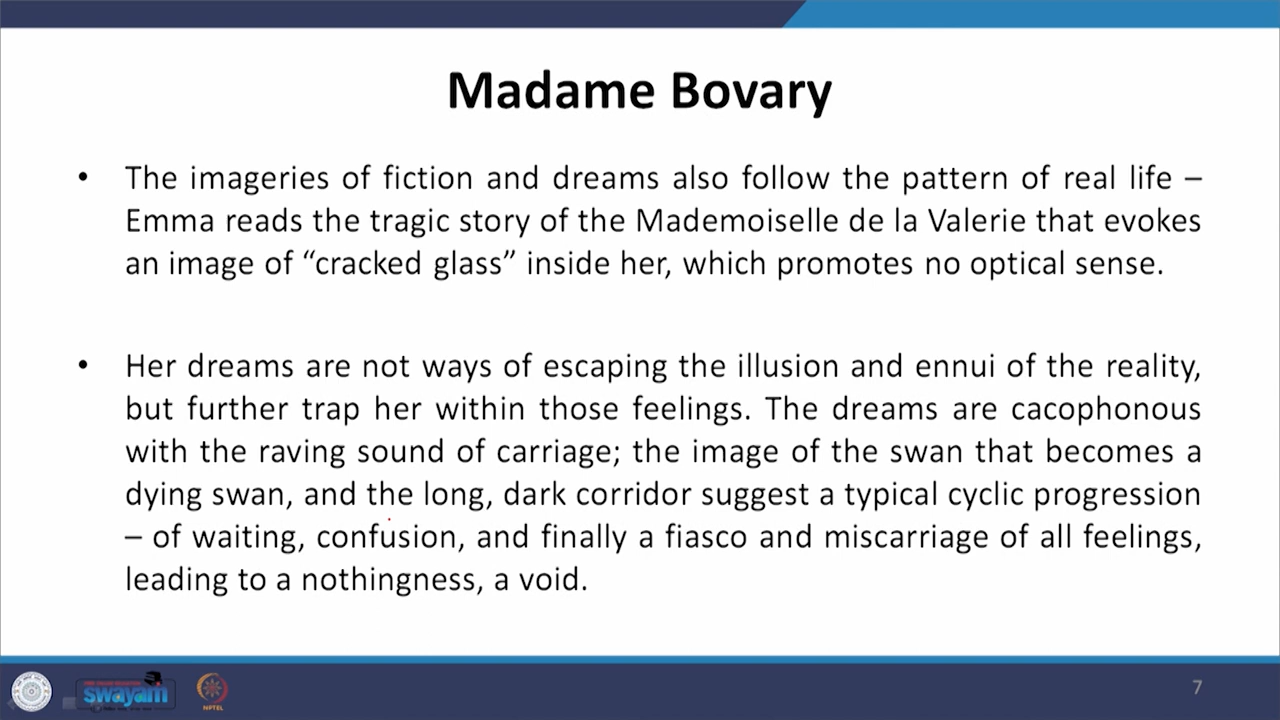 Madame Bovary
• The imageries of fiction and dreams also follow the pattern of real life –
Emma reads the tragic story of the Mademoiselle de la Valerie that evokes
an image of “cracked glass” inside her, which promotes no optical sense.
• Her dreams are not ways of escaping the illusion and ennui of the reality,
but further trap her within those feelings. The dreams are cacophonous
with the raving sound of carriage; the image of the swan that becomes a
dying swan, and the long, dark corridor suggest a typical cyclic progression
– of waiting, confusion, and finally a fiasco and miscarriage of all feelings,
leading to a nothingness, a void.
swayam
NPTEL
7